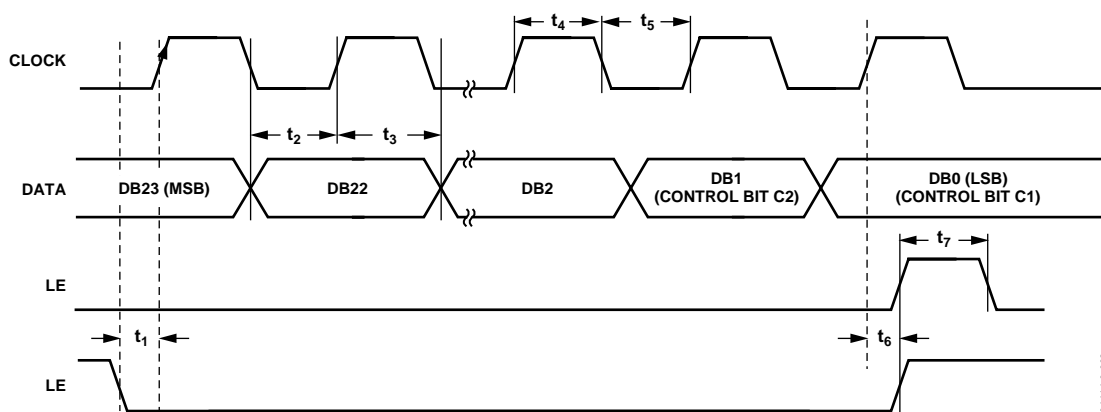 t4
t5
CLOCK
t2
t3
DATA
DB23 (MSB)
DB22
DB2
DB1
(CONTROL BIT C2)
DB0 (LSB)
(CONTROL BIT C1)
t7
LE
t1
t6
LE